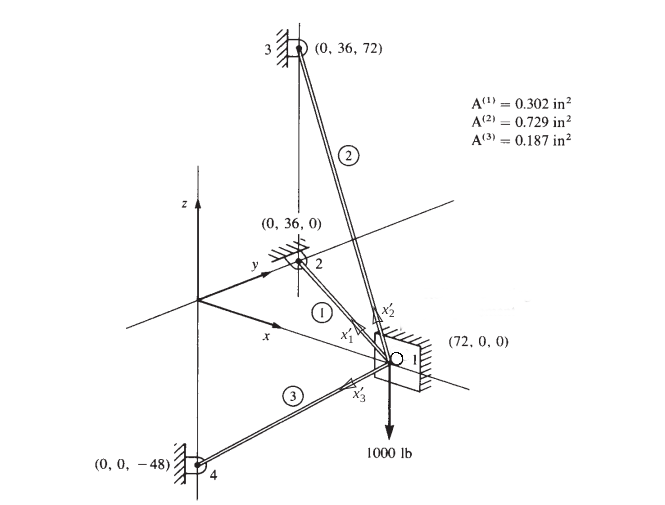 3 (0, 36, 72)
A⁽¹⁾ = 0.302 in²
A⁽²⁾ = 0.729 in²
A⁽³⁾ = 0.187 in²
2
z
(0, 36, 0)
y
2
1
x′₂
x′₁
x
(72, 0, 0)
1
x′₃
3
1000 lb
(0, 0, −48)
4